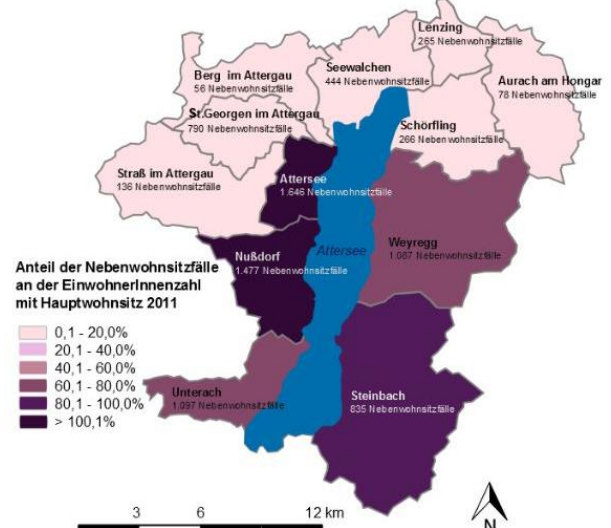 Lenzing
265 Nebenwohnsitzfälle
Seewalchen
444 Nebenwohnsitzfälle
Berg im Attergau
56 Nebenwohnsitzfälle
Aurach am Hongar
78 Nebenwohnsitzfälle
St.Georgen im Attergau
790 Nebenwohnsitzfälle
Schörfling
266 Nebenwohnsitzfälle
Straß im Attergau
136 Nebenwohnsitzfälle
Attersee
1.646 Nebenwohnsitzfälle
Weyregg
1.087 Nebenwohnsitzfälle
Attersee
Nußdorf
1.477 Nebenwohnsitzfälle
Anteil der Nebenwohnsitzfälle
an der EinwohnerInnenzahl
mit Hauptwohnsitz 2011
0,1 - 20,0%
20,1 - 40,0%
40,1 - 60,0%
60,1 - 80,0%
80,1 - 100,0%
> 100,1%
Unterach
1.097 Nebenwohnsitzfälle
Steinbach
835 Nebenwohnsitzfälle
3 6 12 km
N